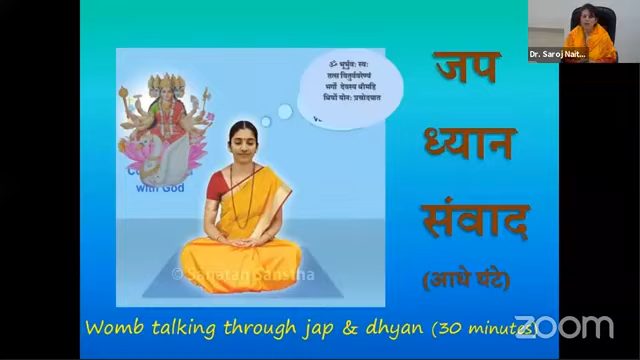 Dr. Saroj Nait...
ॐ भूर्भुवः स्वः
तत्स वितुर्वरेण्यं
भर्गो देवस्य धीमहि
धियो योनः प्रचोदयात
जप
ध्यान
संवाद
(आधे घंटे)
with God
© Sanatan Sanstha
Womb talking through jap & dhyan (30 minutes)
zoom